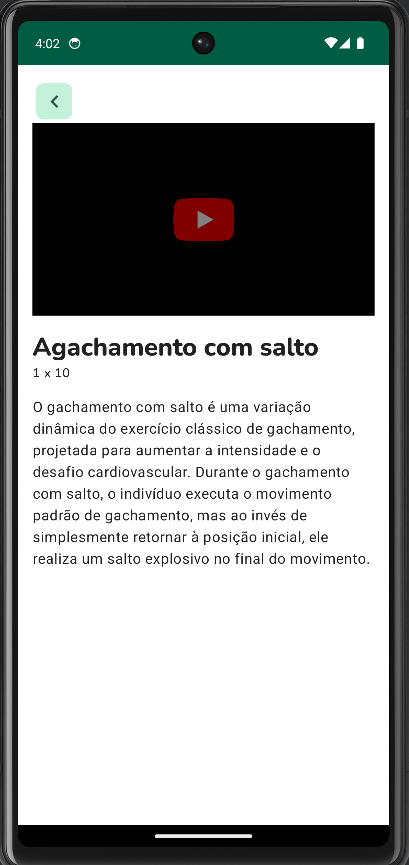 4:02
Agachamento com salto
1 x 10
O gachamento com salto é uma variação
dinâmica do exercício clássico de gachamento,
projetada para aumentar a intensidade e o
desafio cardiovascular. Durante o gachamento
com salto, o indivíduo executa o movimento
padrão de gachamento, mas ao invés de
simplesmente retornar à posição inicial, ele
realiza um salto explosivo no final do movimento.